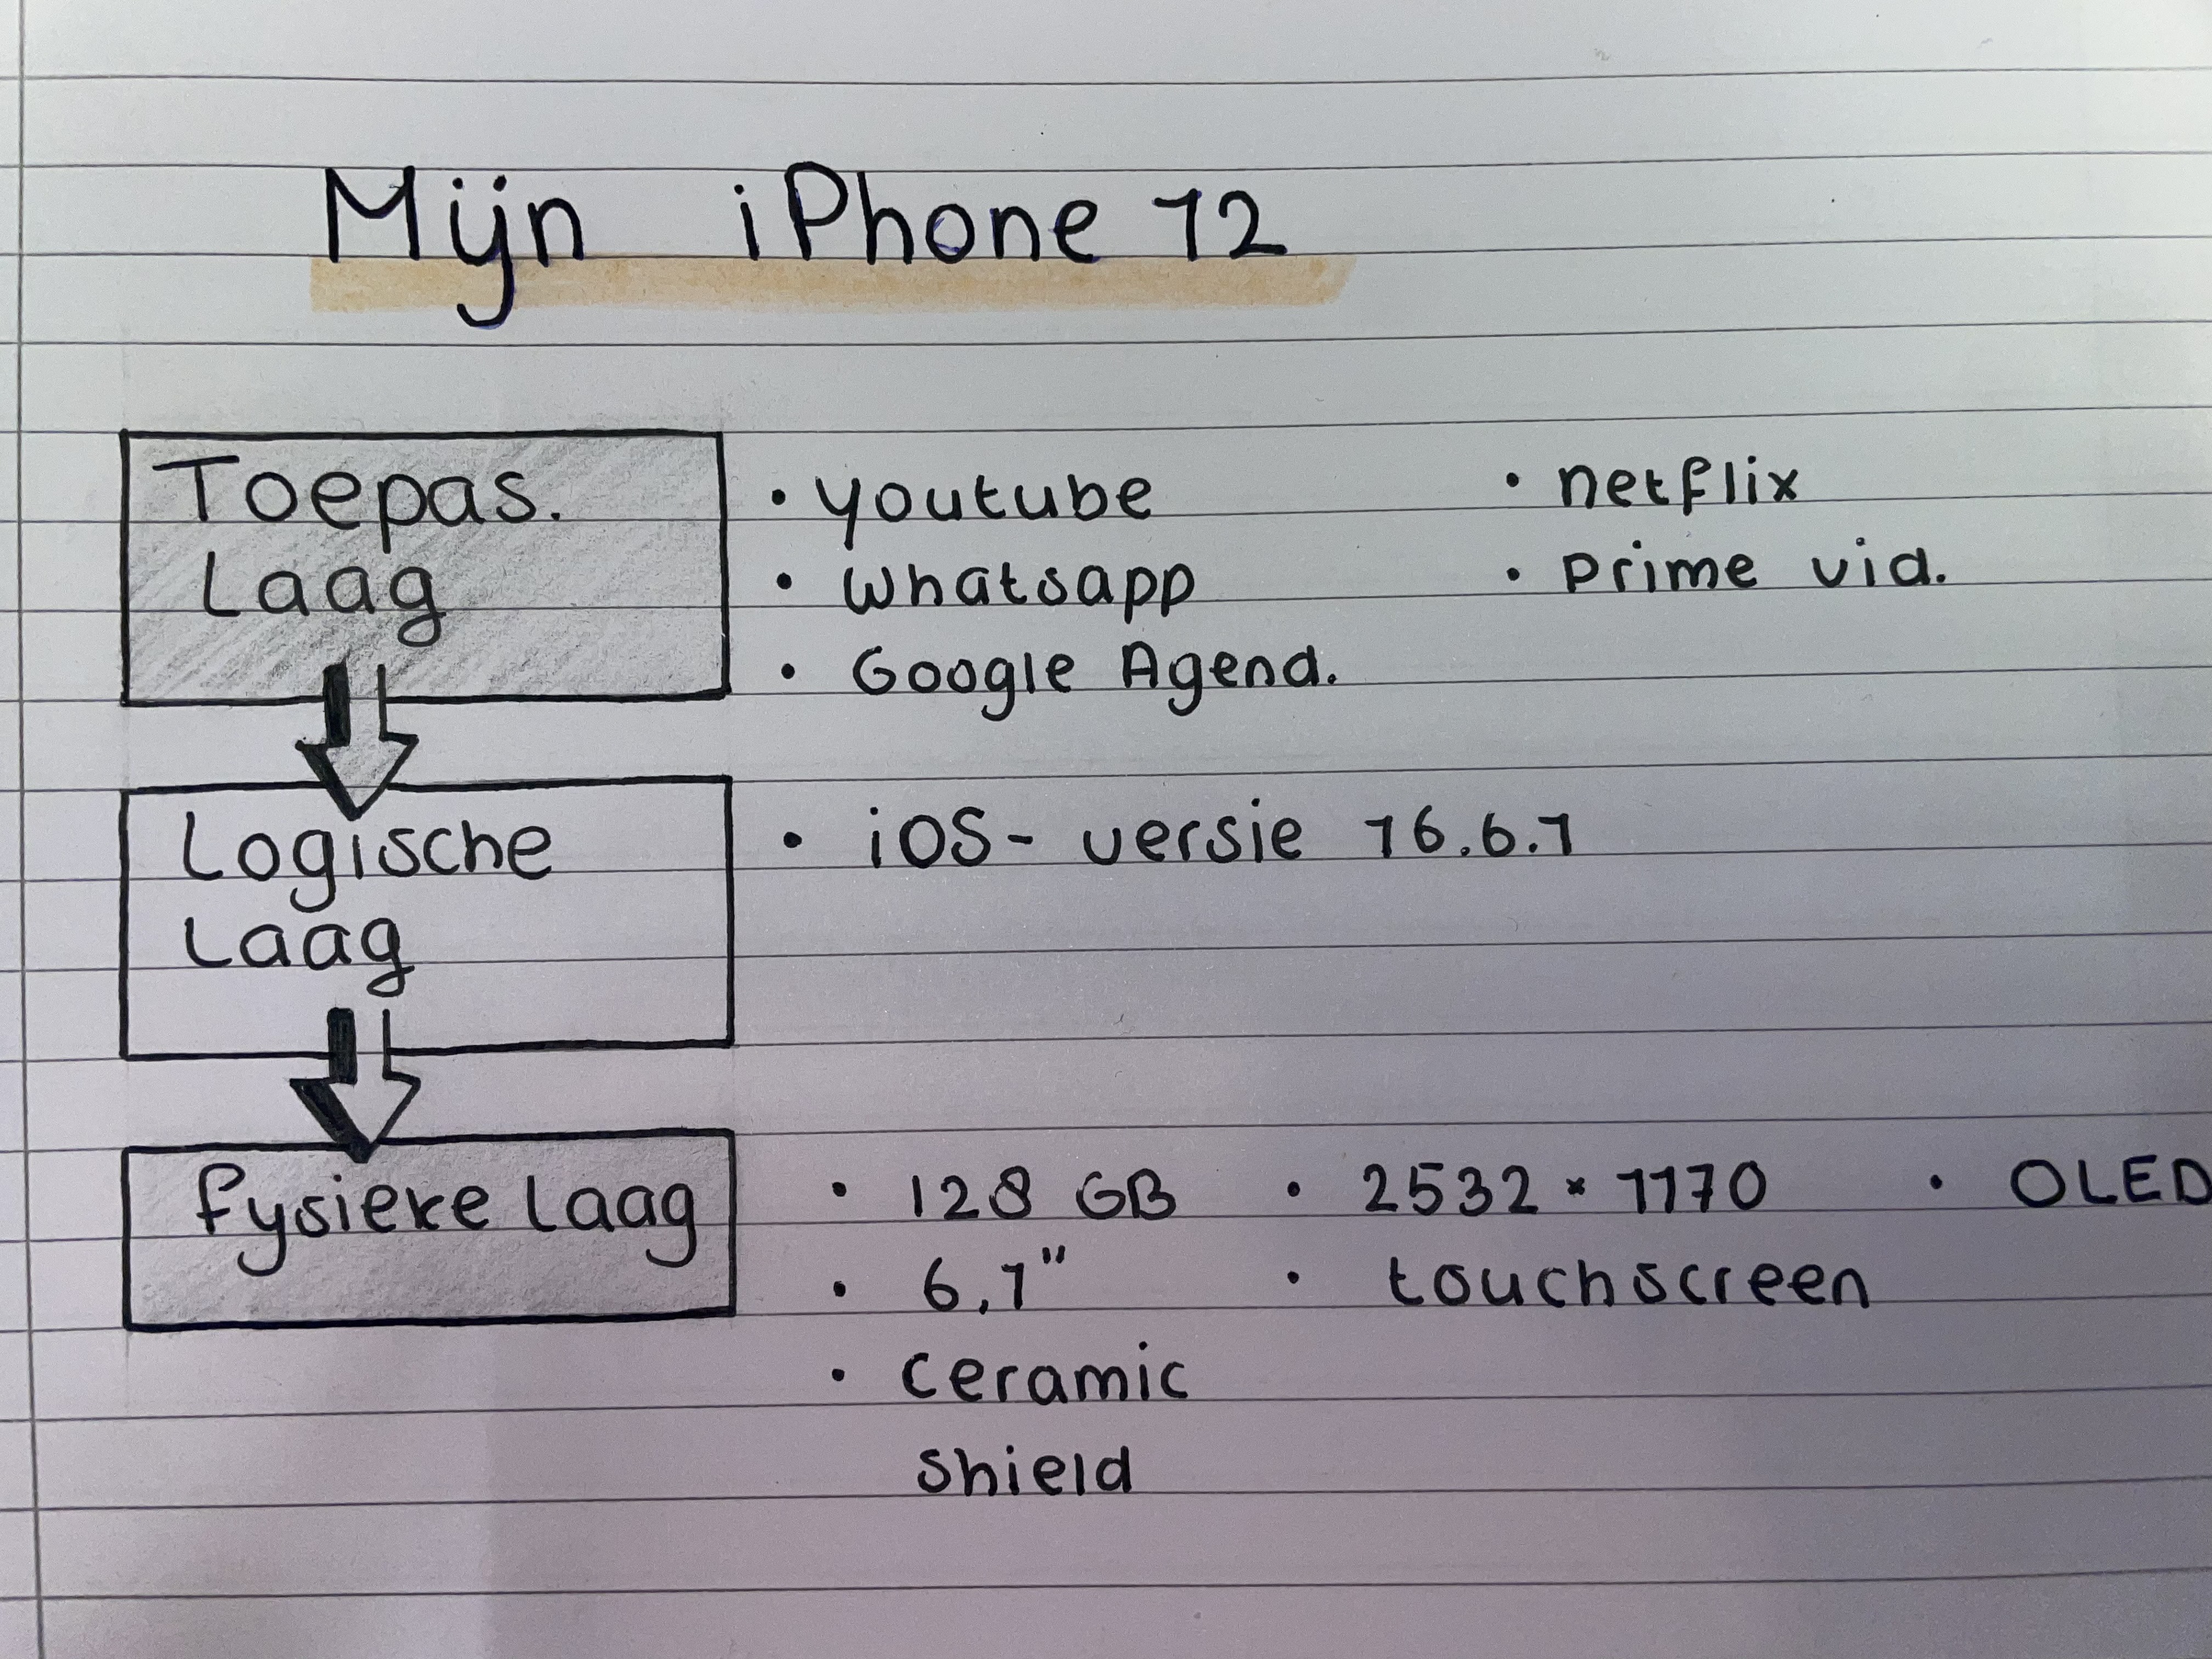 Mijn iPhone 12
Toepas.
Laag
• youtube
• netflix
• whatsapp
• prime vid.
• Google Agend.
Logische
Laag
• iOS- versie 16.6.1
fysieke laag
• 128 GB • 2532 × 1170 • OLED
• 6,1" • touchscreen
• ceramic
shield